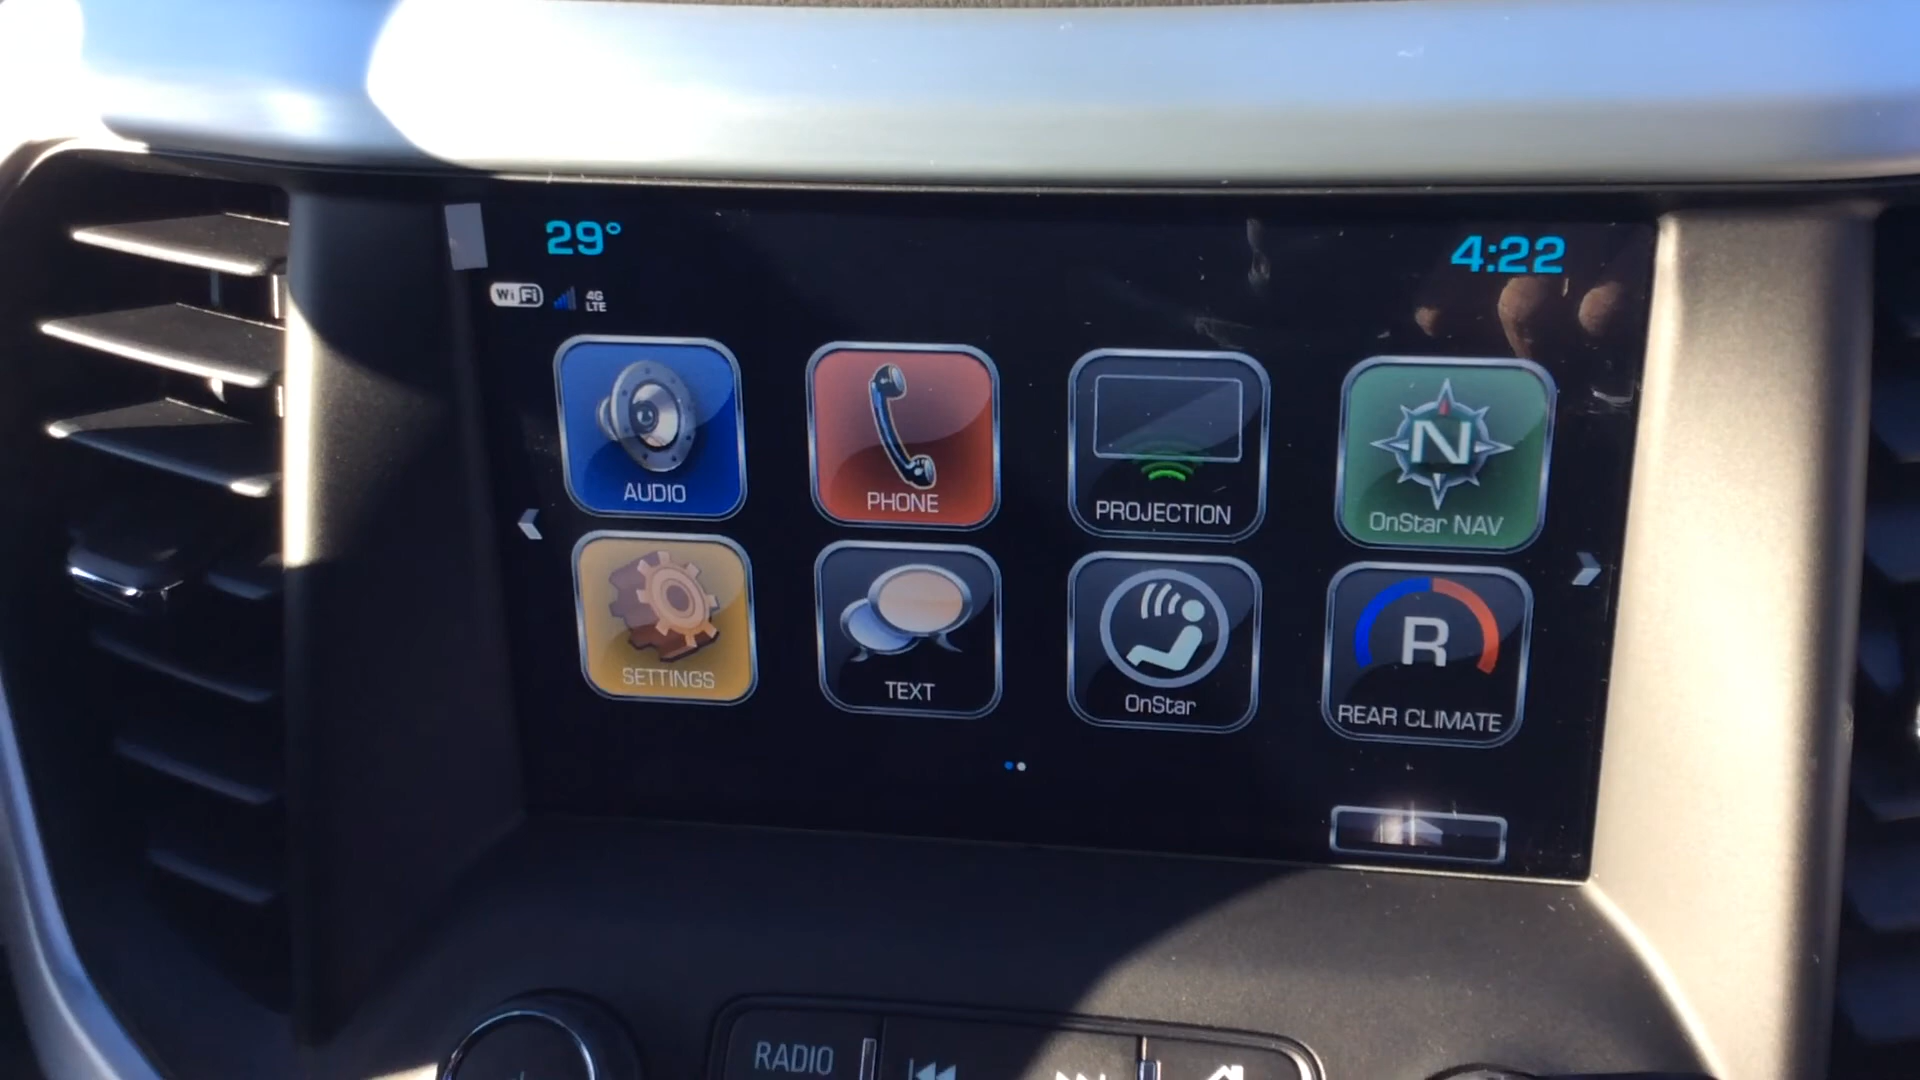 29° 4:22
WiFi 4G LTE
AUDIO PHONE PROJECTION OnStar NAV
SETTINGS TEXT OnStar REAR CLIMATE
RADIO